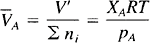 V̅_A = V′ / Σ n_i = X_A RT / p_A